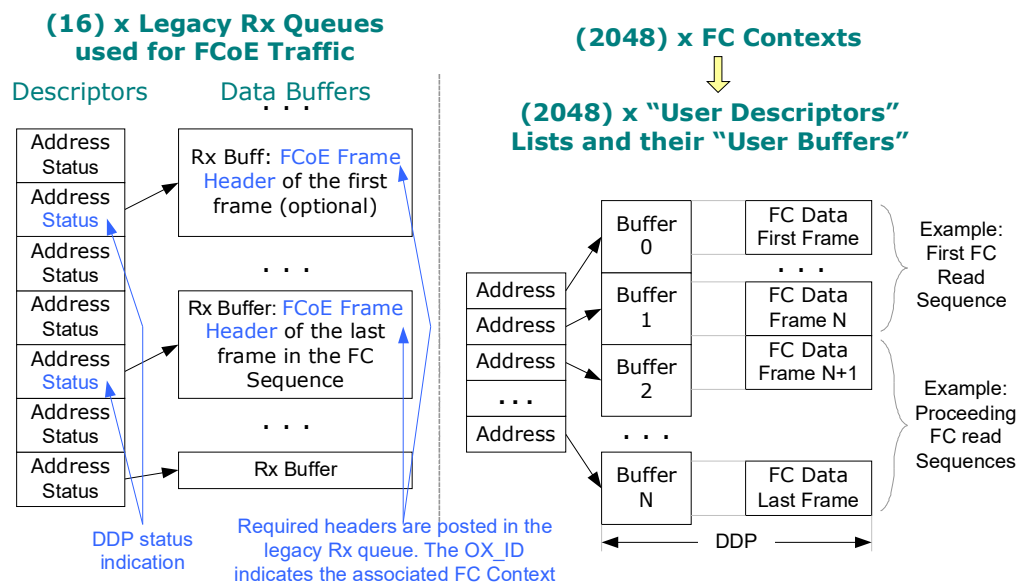 (16) x Legacy Rx Queues
used for FCoE Traffic
Descriptors
Data Buffers
. . .
Address
Status
Address
Status
Address
Status
Address
Status
Address
Status
Address
Status
Address
Status
Rx Buff: FCoE Frame
Header of the first
frame (optional)
. . .
Rx Buffer: FCoE Frame
Header of the last
frame in the FC
Sequence
. . .
Rx Buffer
DDP status
indication
Required headers are posted in the
legacy Rx queue. The OX_ID
indicates the associated FC Context
(2048) x FC Contexts
(2048) x “User Descriptors”
Lists and their “User Buffers”
Address
Address
Address
. . .
Address
Buffer
0
Buffer
1
Buffer
2
. . .
Buffer
N
FC Data
First Frame
. . .
FC Data
Frame N
FC Data
Frame N+1
. . .
FC Data
Last Frame
DDP
Example:
First FC
Read
Sequence
Example:
Proceeding
FC read
Sequences